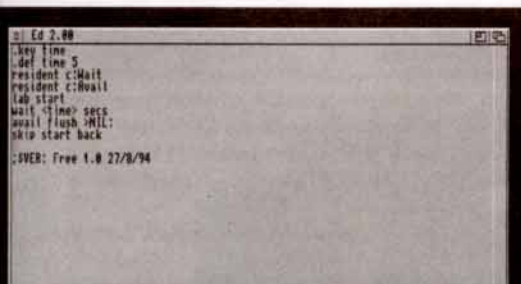 Ed 2.00
.key time
.def time 5
resident c:Wait
resident c:Avail
lab start
wait <time> secs
avail flush >NIL:
skip start back
;$VER: Free 1.0 27/8/94